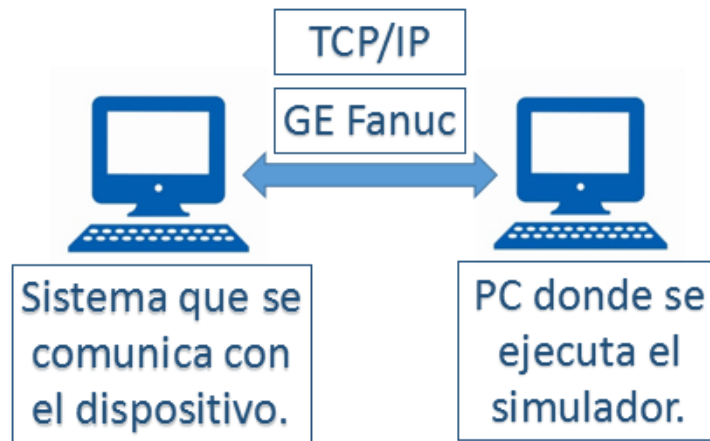 TCP/IP
GE Fanuc
Sistema que se
comunica con
el dispositivo.
PC donde se
ejecuta el
simulador.